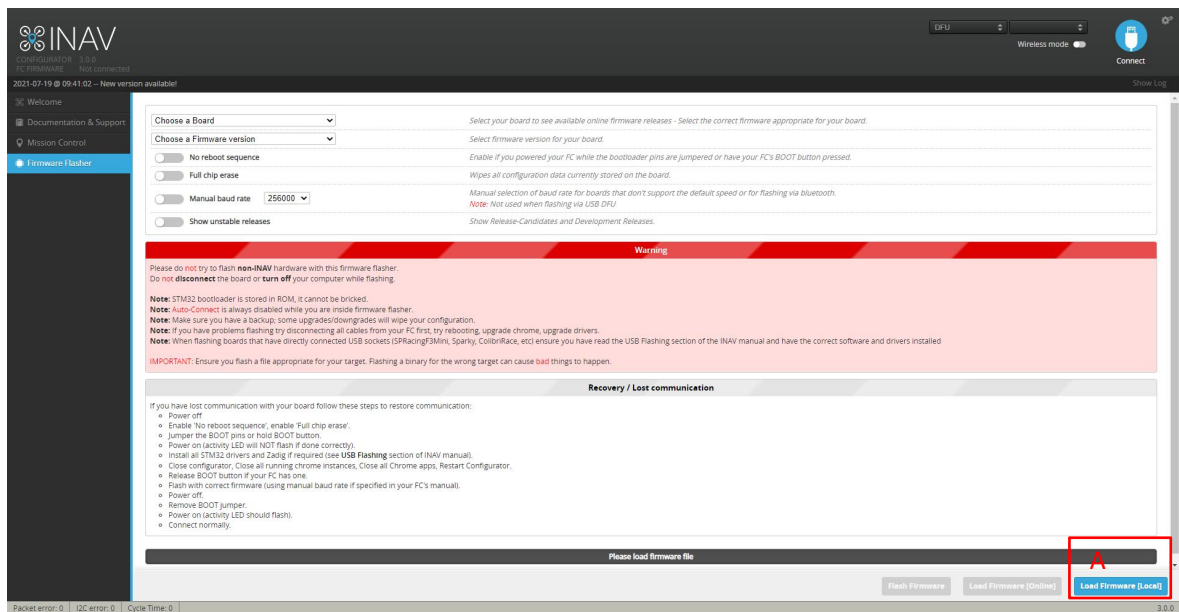 INAV
CONFIGURATOR 3.0.0
FC FIRMWARE Not connected
DFU
Wireless mode
Connect
2021-07-19 @ 09:41:02 -- New version available!
Show Log
Welcome
Documentation & Support
Mission Control
Firmware Flasher
Choose a Board
Select your board to see available online firmware releases - Select the correct firmware appropriate for your board.
Choose a Firmware version
Select firmware version for your board.
No reboot sequence
Enable if you powered your FC while the bootloader pins are jumpered or have your FC's BOOT button pressed.
Full chip erase
Wipes all configuration data currently stored on the board.
Manual baud rate 256000
Manual selection of baud rate for boards that don't support the default speed or for flashing via bluetooth.
Note: Not used when flashing via USB DFU
Show unstable releases
Show Release-Candidates and Development Releases.
Warning
Please do not try to flash non-INAV hardware with this firmware flasher.
Do not disconnect the board or turn off your computer while flashing.
Note: STM32 bootloader is stored in ROM, it cannot be bricked.
Note: Auto-Connect is always disabled while you are inside firmware flasher.
Note: Make sure you have a backup; some upgrades/downgrades will wipe your configuration.
Note: If you have problems flashing try disconnecting all cables from your FC first, try rebooting, upgrade chrome, upgrade drivers.
Note: When flashing boards that have directly connected USB sockets (SPRacingF3Mini, Sparky, ColibriRace, etc) ensure you have read the USB Flashing section of the INAV manual and have the correct software and drivers installed
IMPORTANT: Ensure you flash a file appropriate for your target. Flashing a binary for the wrong target can cause bad things to happen.
Recovery / Lost communication
If you have lost communication with your board follow these steps to restore communication:
Power off
Enable 'No reboot sequence', enable 'Full chip erase'.
Jumper the BOOT pins or hold BOOT button.
Power on (activity LED will NOT flash if done correctly).
Install all STM32 drivers and Zadig if required (see USB Flashing section of INAV manual).
Close configurator, Close all running chrome instances, Close all Chrome apps, Restart Configurator.
Release BOOT button if your FC has one.
Flash with correct firmware (using manual baud rate if specified in your FC's manual).
Power off.
Remove BOOT jumper.
Power on (activity LED should flash).
Connect normally.
Please load firmware file
A
Flash Firmware
Load Firmware [Online]
Load Firmware [Local]
Packet error: 0
I2C error: 0
Cycle Time: 0
3.0.0